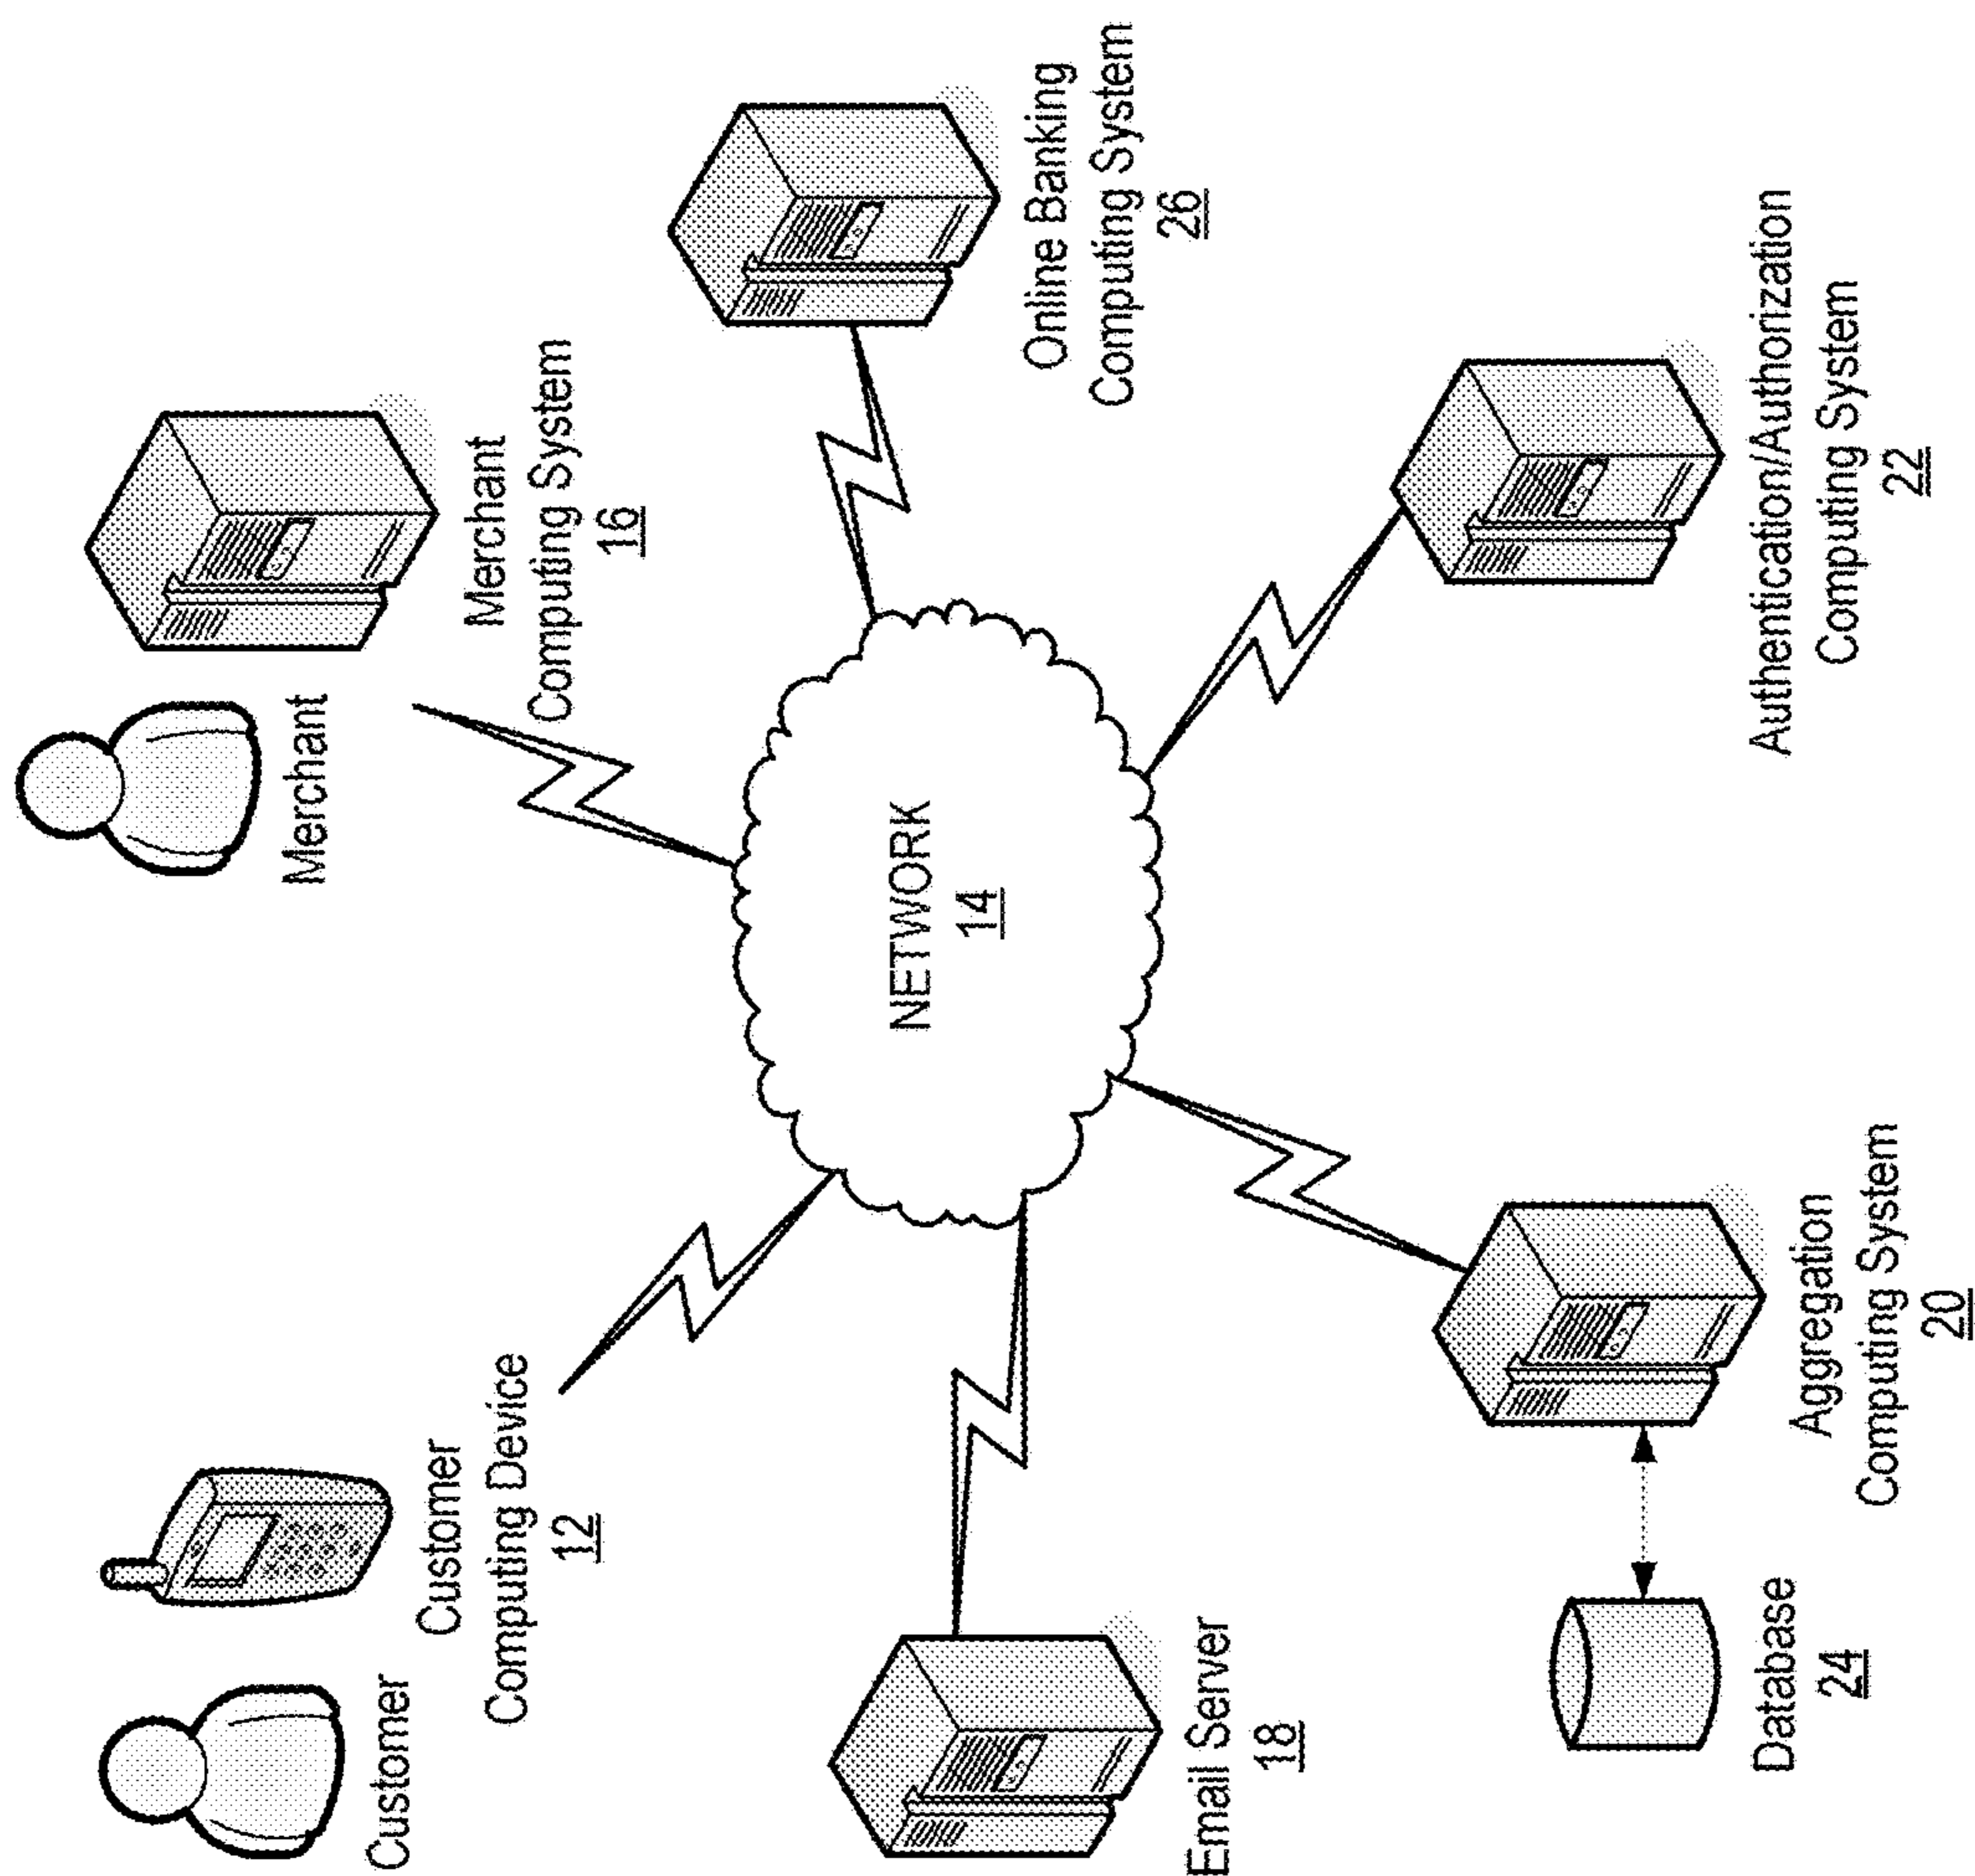 Customer
Customer
Computing Device
12
Merchant
Merchant
Computing System
16
Email Server
18
NETWORK
14
Online Banking
Computing System
26
Database
24
Aggregation
Computing System
20
Authentication/Authorization
Computing System
22